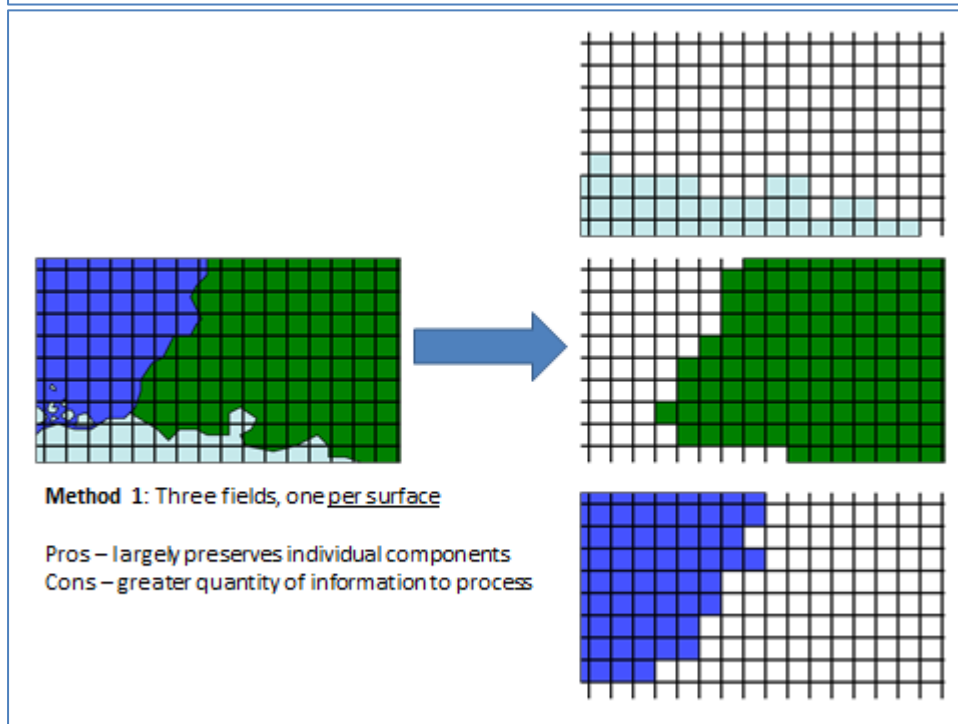 Method 1: Three fields, one per surface
Pros – largely preserves individual components
Cons – greater quantity of information to process